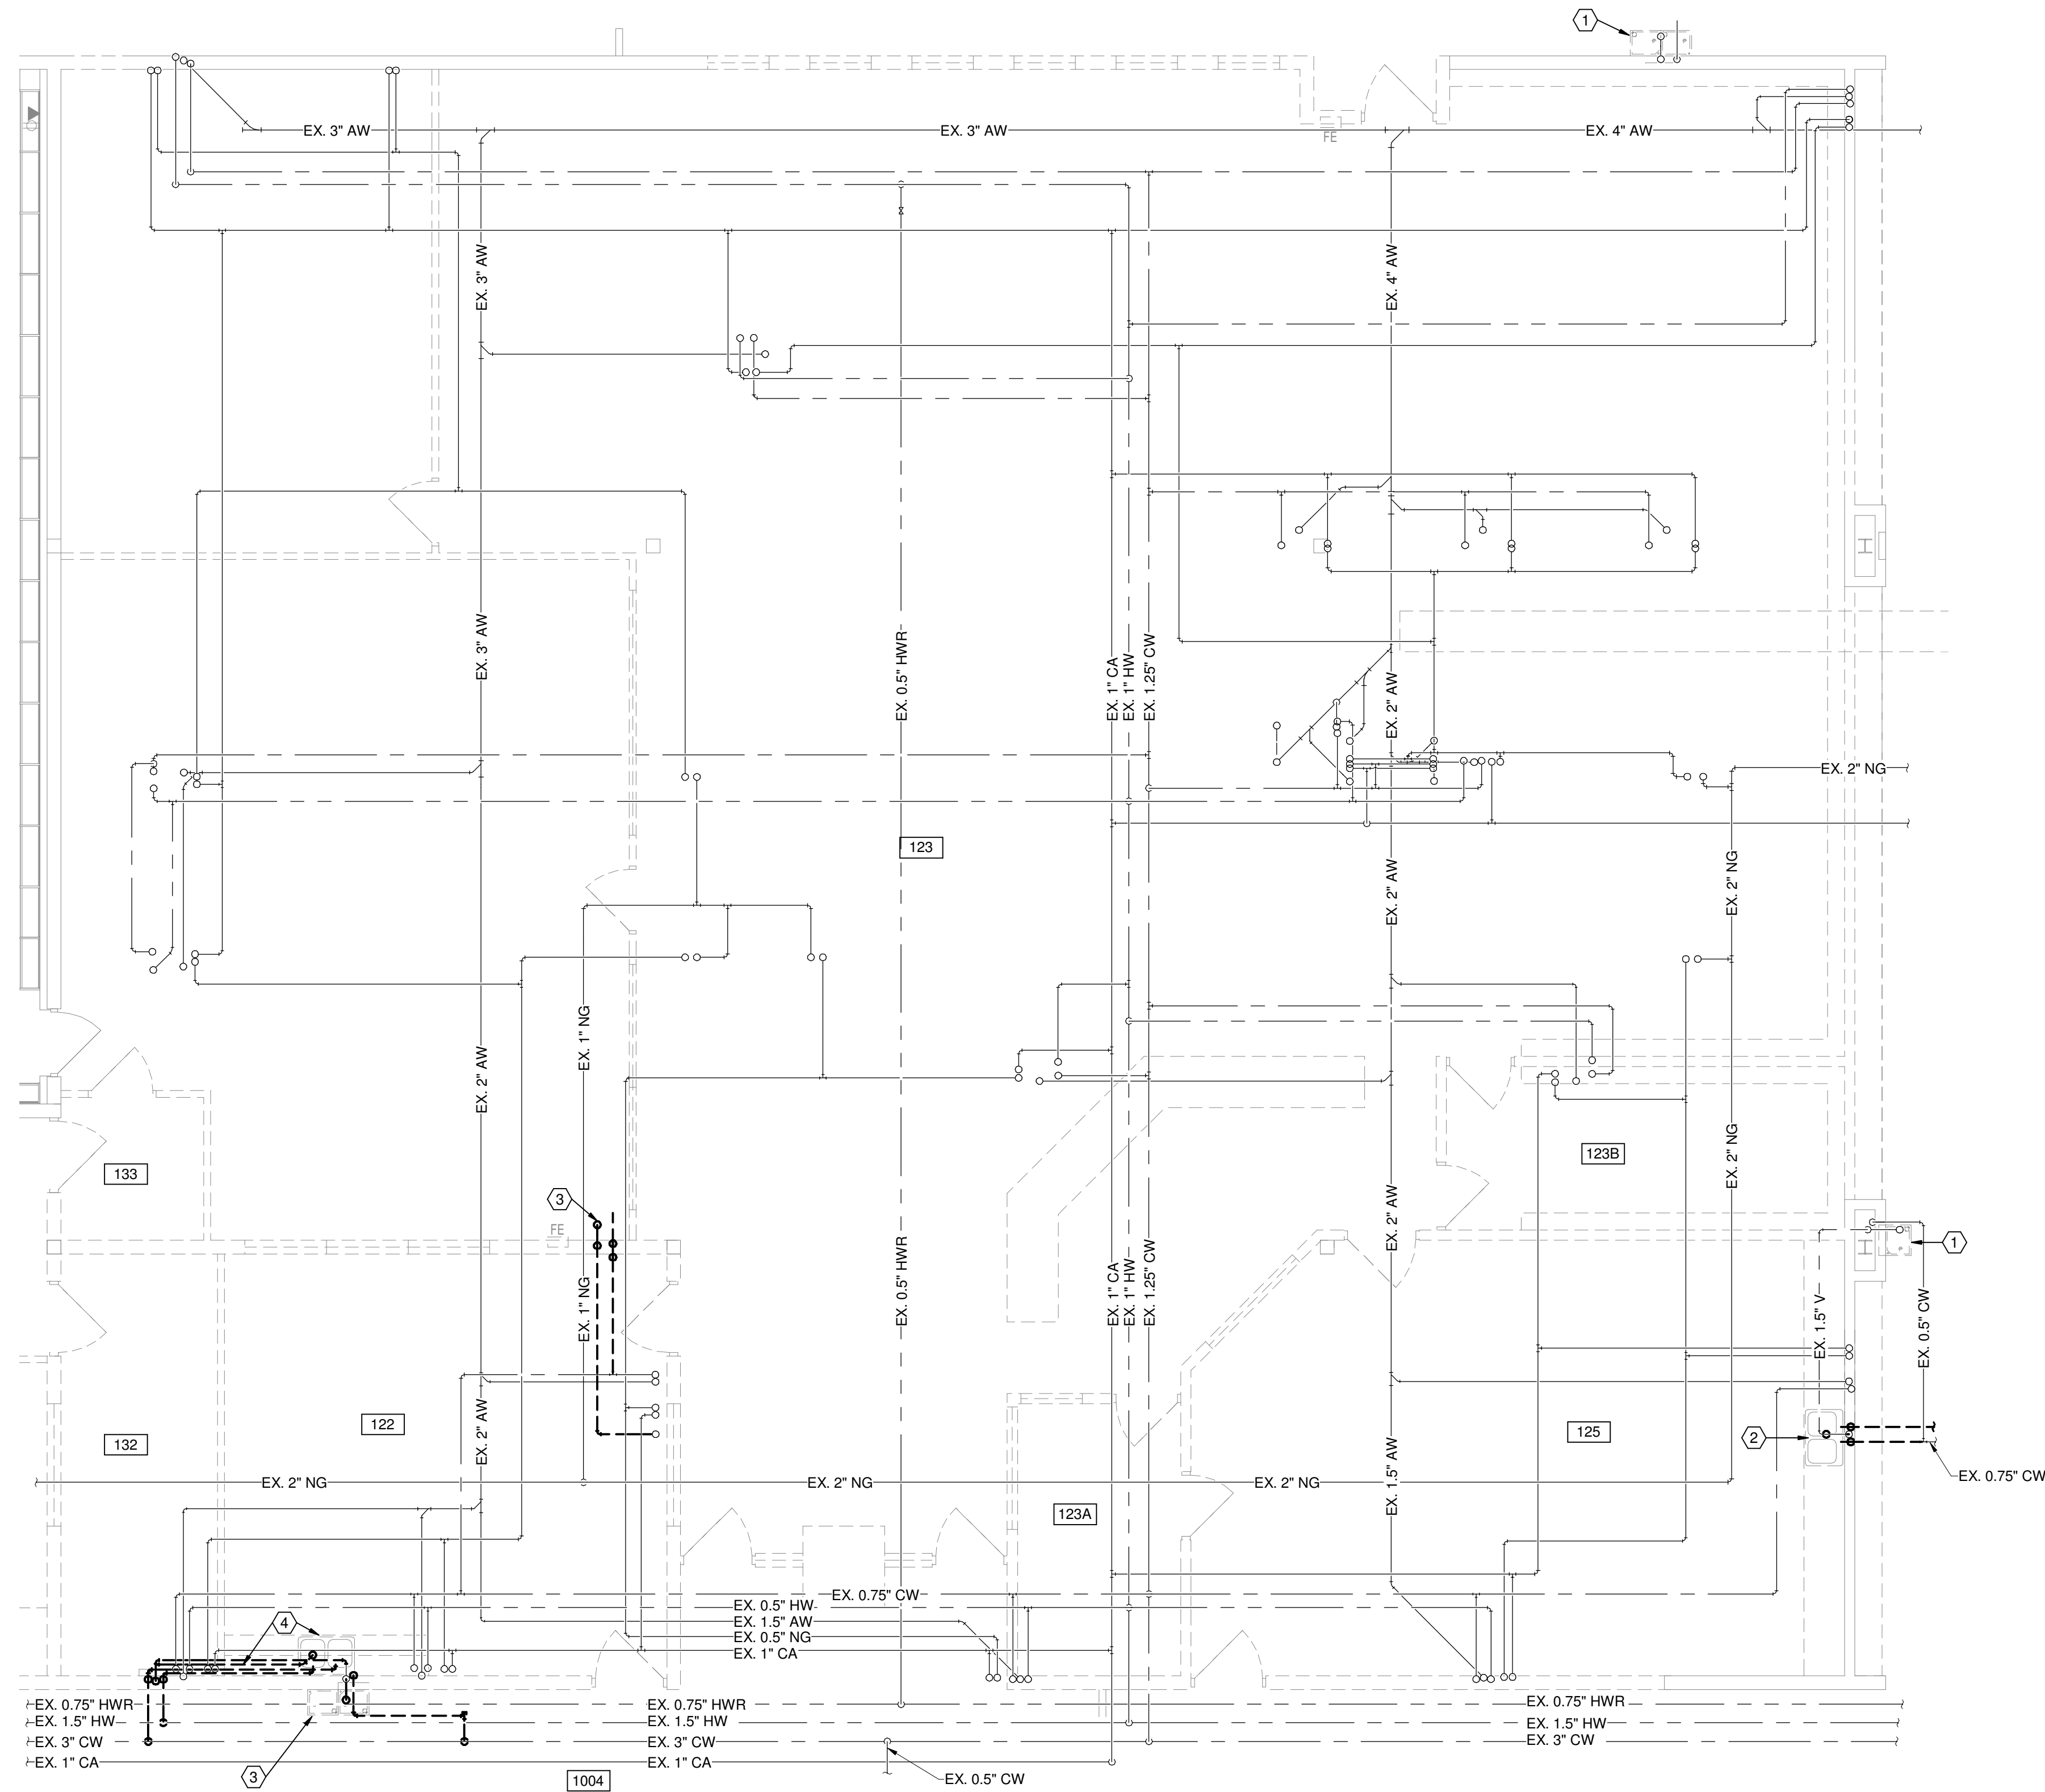 1
EX. 3" AW
EX. 3" AW
EX. 4" AW
FE
EX. 3" AW
EX. 4" AW
EX. 3" AW
EX. 0.5" HWR
EX. 1" CA
EX. 1" HW
EX. 1.25" CW
EX. 2" AW
EX. 2" NG
123
EX. 2" AW
EX. 2" NG
EX. 1" NG
EX. 2" AW
133
123B
EX. 2" NG
3
FE
EX. 2" AW
1
EX. 1" NG
EX. 0.5" HWR
EX. 1" CA
EX. 1" HW
EX. 1.25" CW
EX. 1.5" V
EX. 0.5" CW
132
122
EX. 2" AW
125
2
EX. 1.5" AW
EX. 0.75" CW
EX. 2" NG
EX. 2" NG
EX. 2" NG
123A
EX. 0.75" CW
EX. 0.5" HW
EX. 1.5" AW
EX. 0.5" NG
EX. 1" CA
4
EX. 0.75" HWR
EX. 0.75" HWR
EX. 0.75" HWR
EX. 1.5" HW
EX. 1.5" HW
EX. 1.5" HW
EX. 3" CW
EX. 3" CW
EX. 3" CW
EX. 1" CA
EX. 1" CA
3
1004
EX. 0.5" CW